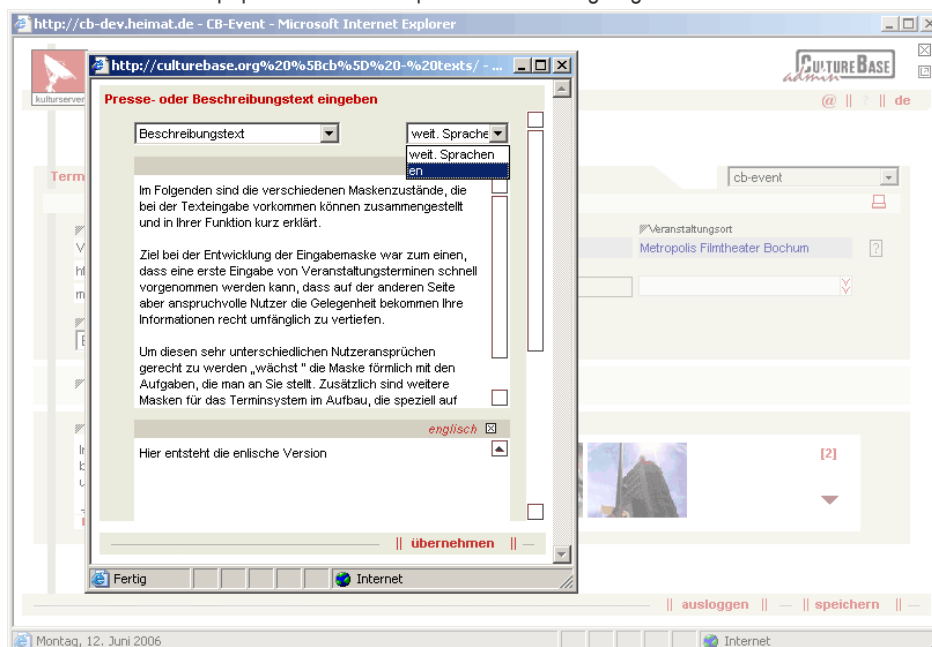 http://cb-dev.heimat.de - CB-Event - Microsoft Internet Explorer
kulturserver
CULTUREBASE
admin
@ || ? || de
Term
cb-event
Veranstaltungsort
Metropolis Filmtheater Bochum
?
http://culturebase.org%20%5Bcb%5D%20-%20texts/ - ...
Presse- oder Beschreibungstext eingeben
Beschreibungstext
weit. Sprache
weit. Sprachen
en
Im Folgenden sind die verschiedenen Maskenzustände, die
bei der Texteingabe vorkommen können zusammengestellt
und in Ihrer Funktion kurz erklärt.
Ziel bei der Entwicklung der Eingabemaske war zum einen,
dass eine erste Eingabe von Veranstaltungsterminen schnell
vorgenommen werden kann, dass auf der anderen Seite
aber anspruchvolle Nutzer die Gelegenheit bekommen Ihre
Informationen recht umfänglich zu vertiefen.
Um diesen sehr unterschiedlichen Nutzeransprüchen
gerecht zu werden „wächst " die Maske förmlich mit den
Aufgaben, die man an Sie stellt. Zusätzlich sind weitere
Masken für das Terminsystem im Aufbau, die speziell auf
englisch
Hier entsteht die enlische Version
[2]
|| übernehmen ||
Fertig
Internet
|| ausloggen || — || speichern ||
Montag, 12. Juni 2006
Internet